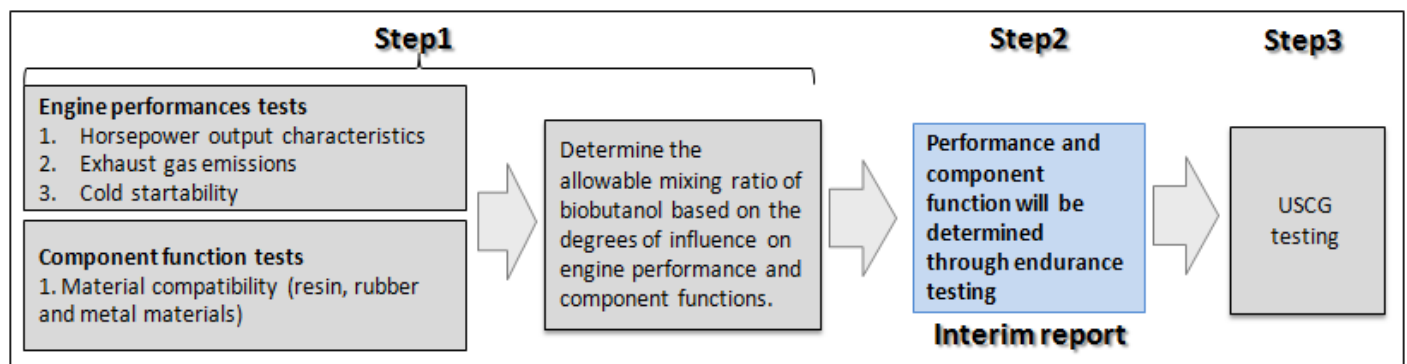 Step1
Engine performances tests
1. Horsepower output characteristics
2. Exhaust gas emissions
3. Cold startability
Component function tests
1. Material compatibility (resin, rubber
and metal materials)
Determine the
allowable mixing ratio of
biobutanol based on the
degrees of influence on
engine performance and
component functions.
Step2
Performance and
component
function will be
determined
through endurance
testing
Interim report
Step3
USCG
testing